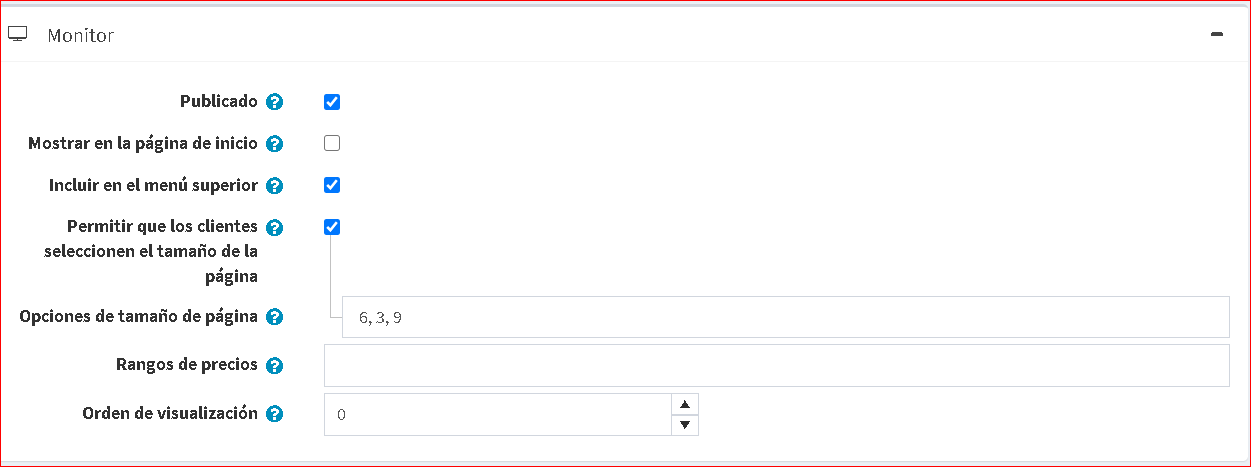 Monitor
Publicado
Mostrar en la página de inicio
Incluir en el menú superior
Permitir que los clientes
seleccionen el tamaño de la
página
Opciones de tamaño de página
6, 3, 9
Rangos de precios
Orden de visualización
0